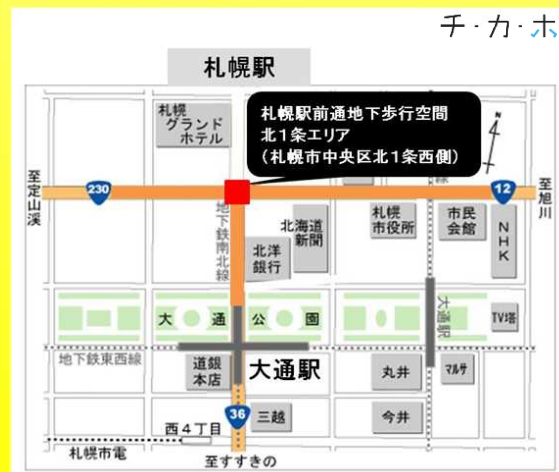 チ・カ・ホ
札幌駅
札幌駅前通地下歩行空間
北1条エリア
(札幌市中央区北1条西側)
札幌
グランド
ホテル
N
至定山渓
230
12
至旭川
地下鉄南北線
北海道
新聞
北洋
銀行
札幌
市役所
市民
会館
NHK
大通公園
大通駅
TV塔
地下鉄東西線
道銀
本店
大通駅
丸井
マルサ
36
三越
今井
西4丁目
札幌市電
至すすきの